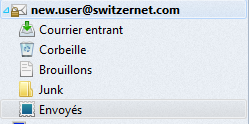 new.user@switzernet.com
Courrier entrant
Corbeille
Brouillons
Junk
Envoyés